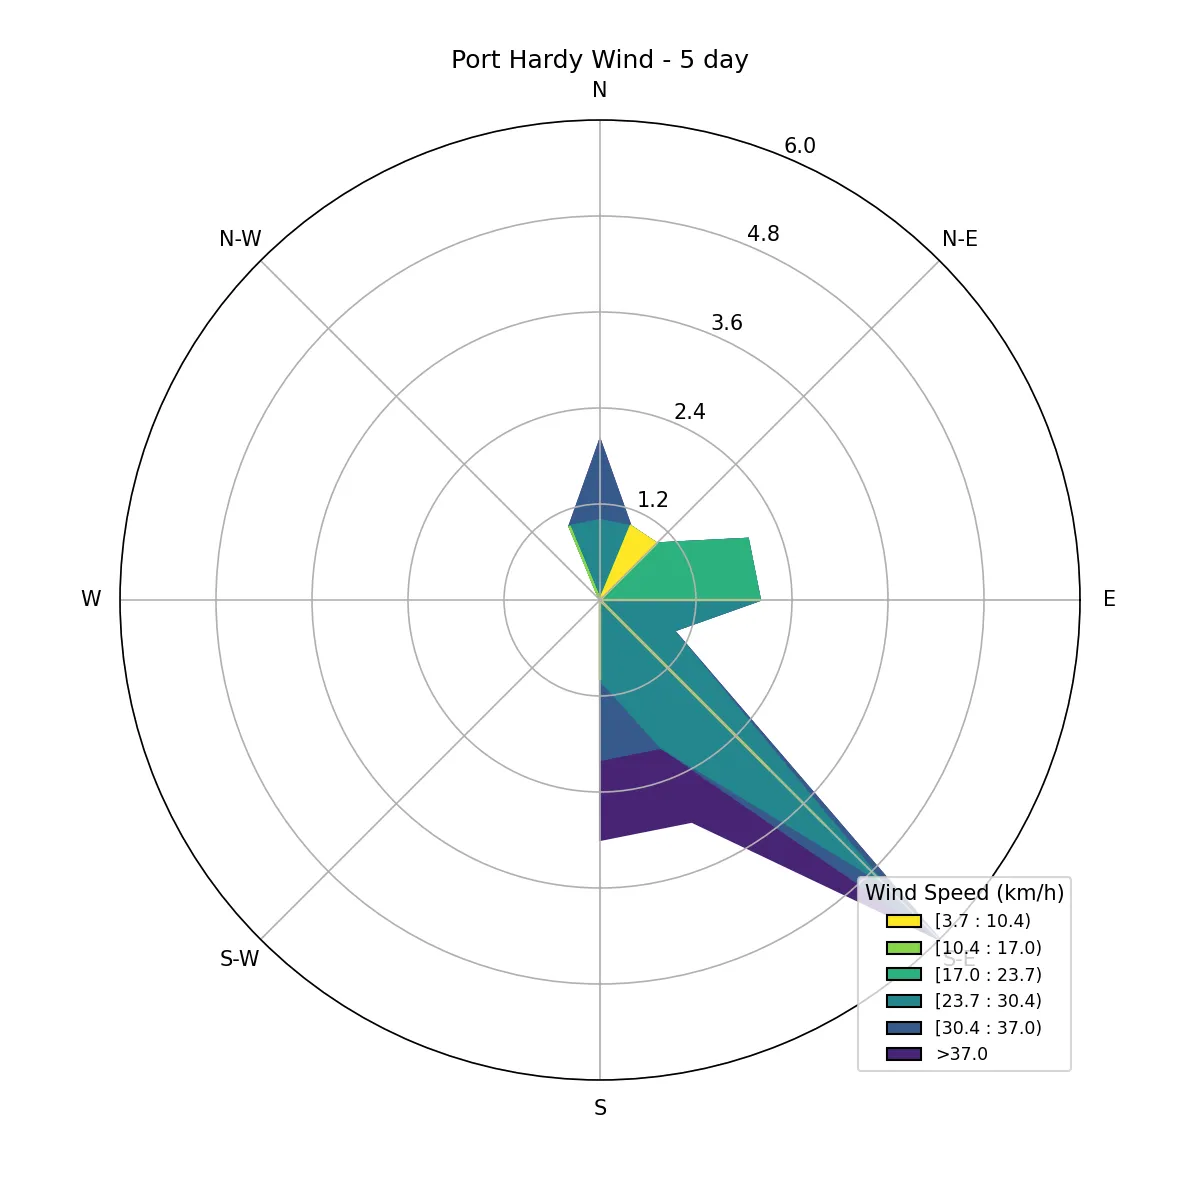 Port Hardy Wind - 5 day
N
6.0
4.8
N-W
N-E
3.6
2.4
1.2
W
E
Wind Speed (km/h)
[3.7 : 10.4)
[10.4 : 17.0)
[17.0 : 23.7)
[23.7 : 30.4)
[30.4 : 37.0)
>37.0
S-W
S-E
S